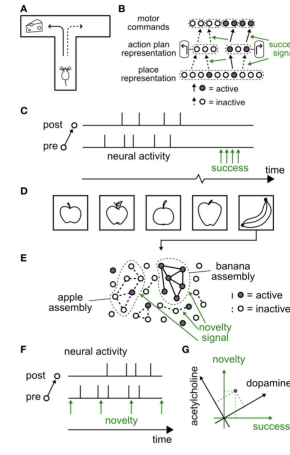 A
B
motor
commands
action plan
representation
place
representation
success
signal
= active
= inactive
C
post
pre
neural activity
success
time
D
E
banana
assembly
apple
assembly
= active
= inactive
novelty
signal
F
neural activity
post
pre
novelty
time
G
novelty
acetylcholine
dopamine
success